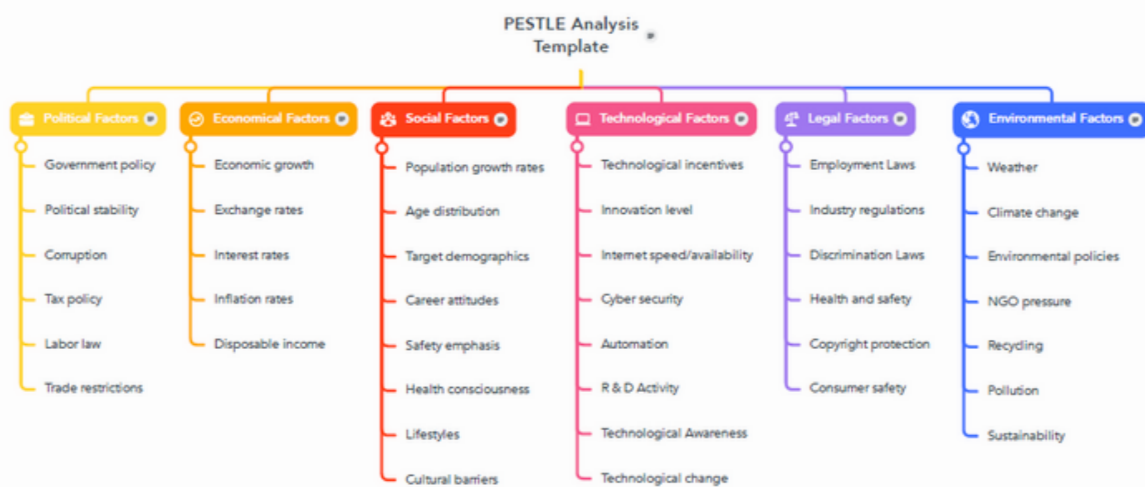 PESTLE Analysis
Template
Political Factors
Government policy
Political stability
Corruption
Tax policy
Labor law
Trade restrictions
Economical Factors
Economic growth
Exchange rates
Interest rates
Inflation rates
Disposable income
Social Factors
Population growth rates
Age distribution
Target demographics
Career attitudes
Safety emphasis
Health consciousness
Lifestyles
Cultural barriers
Technological Factors
Technological incentives
Innovation level
Internet speed/availability
Cyber security
Automation
R & D Activity
Technological Awareness
Technological change
Legal Factors
Employment Laws
Industry regulations
Discrimination Laws
Health and safety
Copyright protection
Consumer safety
Environmental Factors
Weather
Climate change
Environmental policies
NGO pressure
Recycling
Pollution
Sustainability